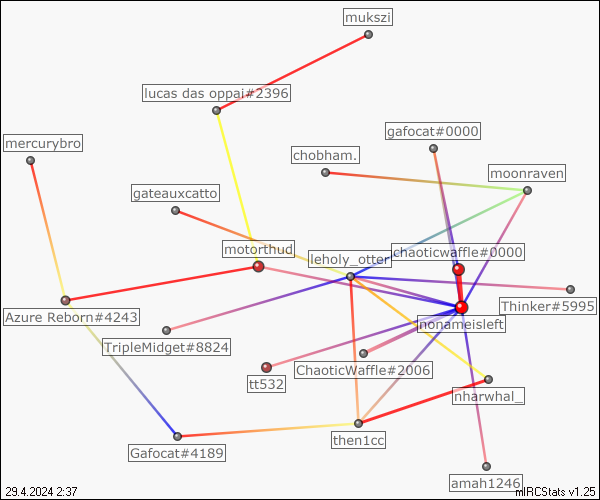 mukszi
lucas das oppai#2396
gafocat#0000
mercurybro
chobham.
moonraven
gateauxcatto
motorthud
leholy_otter
chaoticwaffle#0000
Azure Reborn#4243
Thinker#5995
nonameisleft
TripleMidget#8824
ChaoticWaffle#2006
tt532
nharwhal_
then1cc
Gafocat#4189
amah1246
29.4.2024 2:37
mIRCStats v1.25